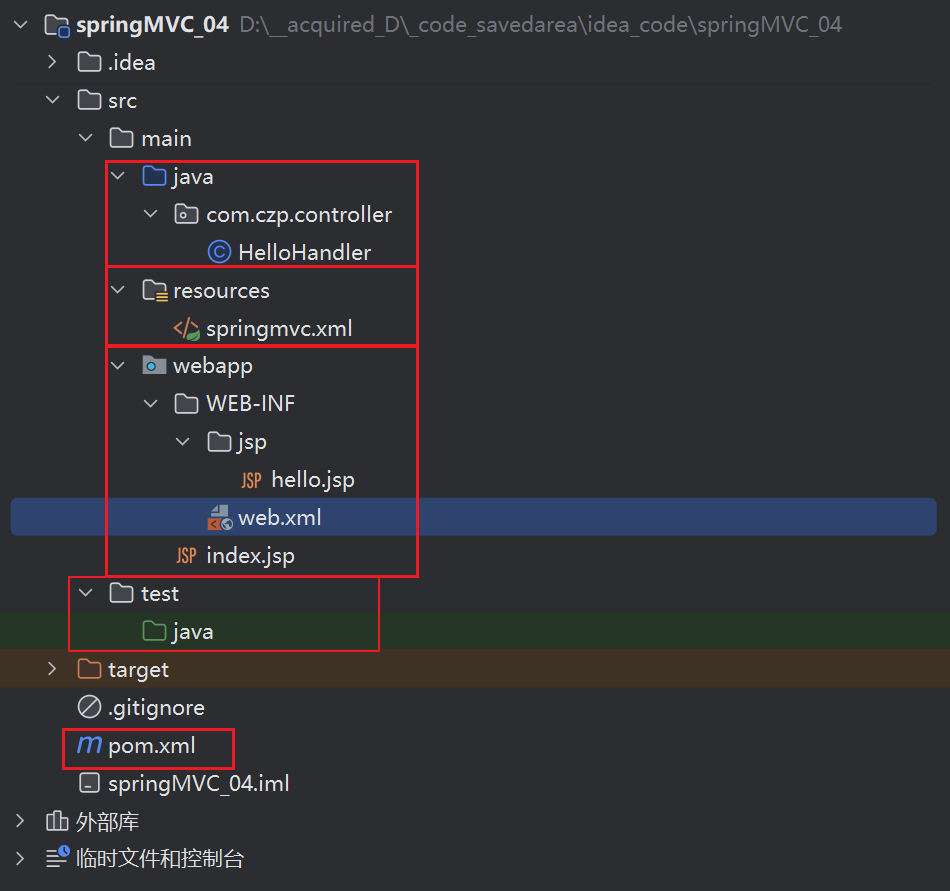 springMVC_04 D:\__acquired_D\_code_savedarea\idea_code\springMVC_04
.idea
src
main
java
com.czp.controller
HelloHandler
resources
springmvc.xml
webapp
WEB-INF
jsp
JSP hello.jsp
web.xml
JSP index.jsp
test
java
target
.gitignore
m pom.xml
springMVC_04.iml
外部库
临时文件和控制台